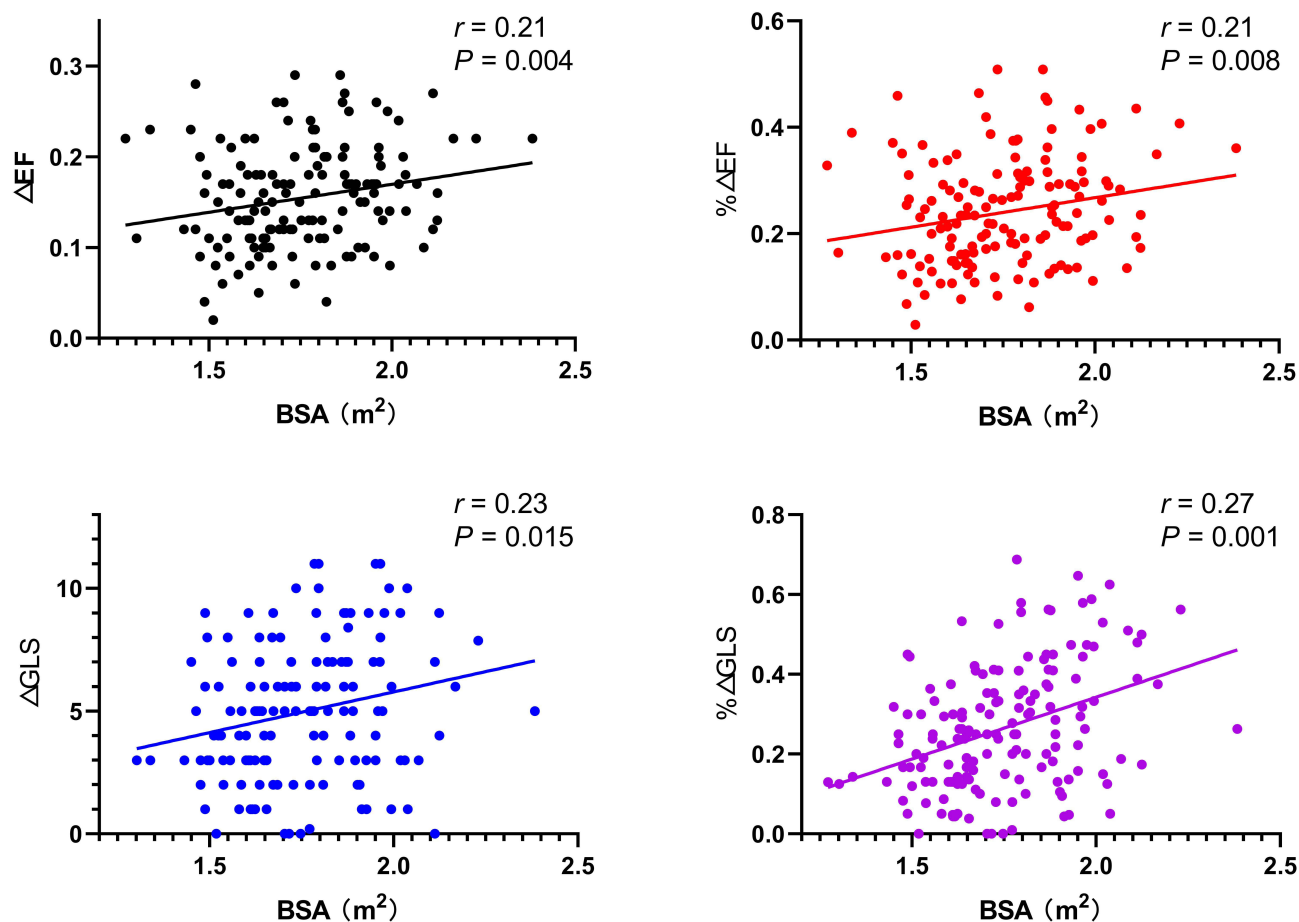 r = 0.21
P = 0.004
ΔEF
0.3
0.2
0.1
0.0
1.5
2.0
2.5
BSA（m²）
r = 0.21
P = 0.008
%ΔEF
0.6
0.4
0.2
0.0
1.5
2.0
2.5
BSA（m²）
r = 0.23
P = 0.015
ΔGLS
10
5
0
1.5
2.0
2.5
BSA（m²）
r = 0.27
P = 0.001
%ΔGLS
0.8
0.6
0.4
0.2
0.0
1.5
2.0
2.5
BSA（m²）